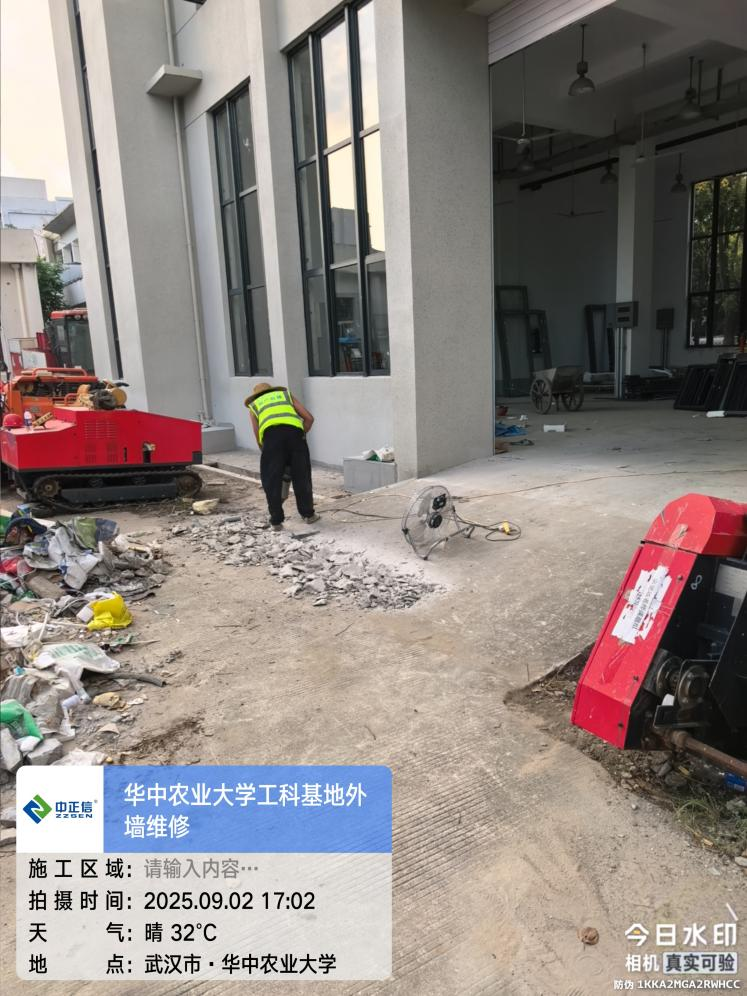 中正信®
ZZSEN
华中农业大学工科基地外
墙维修
施工区域：请输入内容…
拍摄时间：2025.09.02 17:02
天气：晴 32℃
地点：武汉市·华中农业大学
今日水印
相机 真实可验
防伪 1KKA2MGA2RWHCC